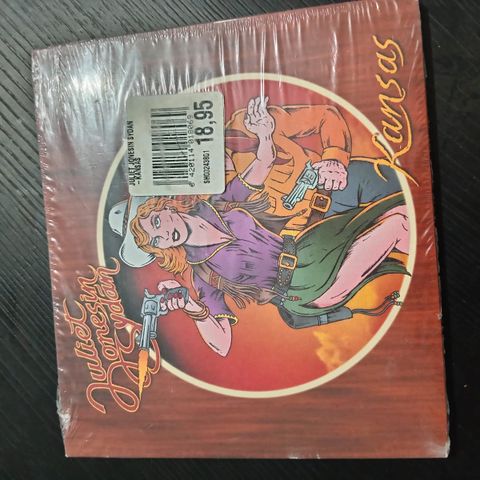 Juliet
Jonesin
Sydän
Kansas
JULIET JONESIN SYDAN
KANSAS
18,95